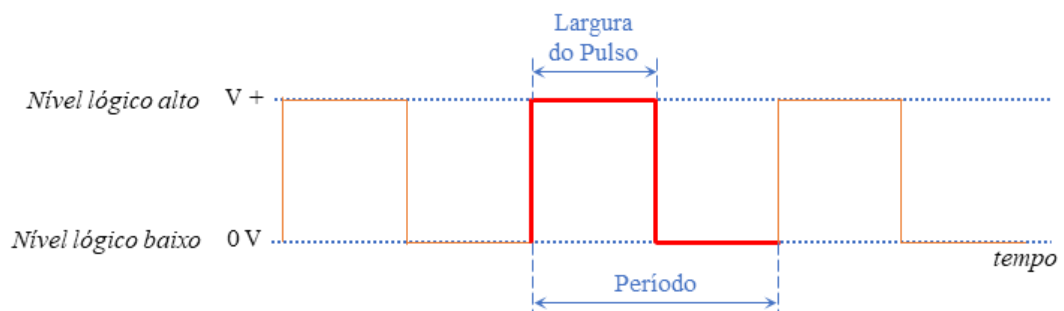 Largura
do Pulso
Nível lógico alto V +
Nível lógico baixo 0 V
tempo
Período